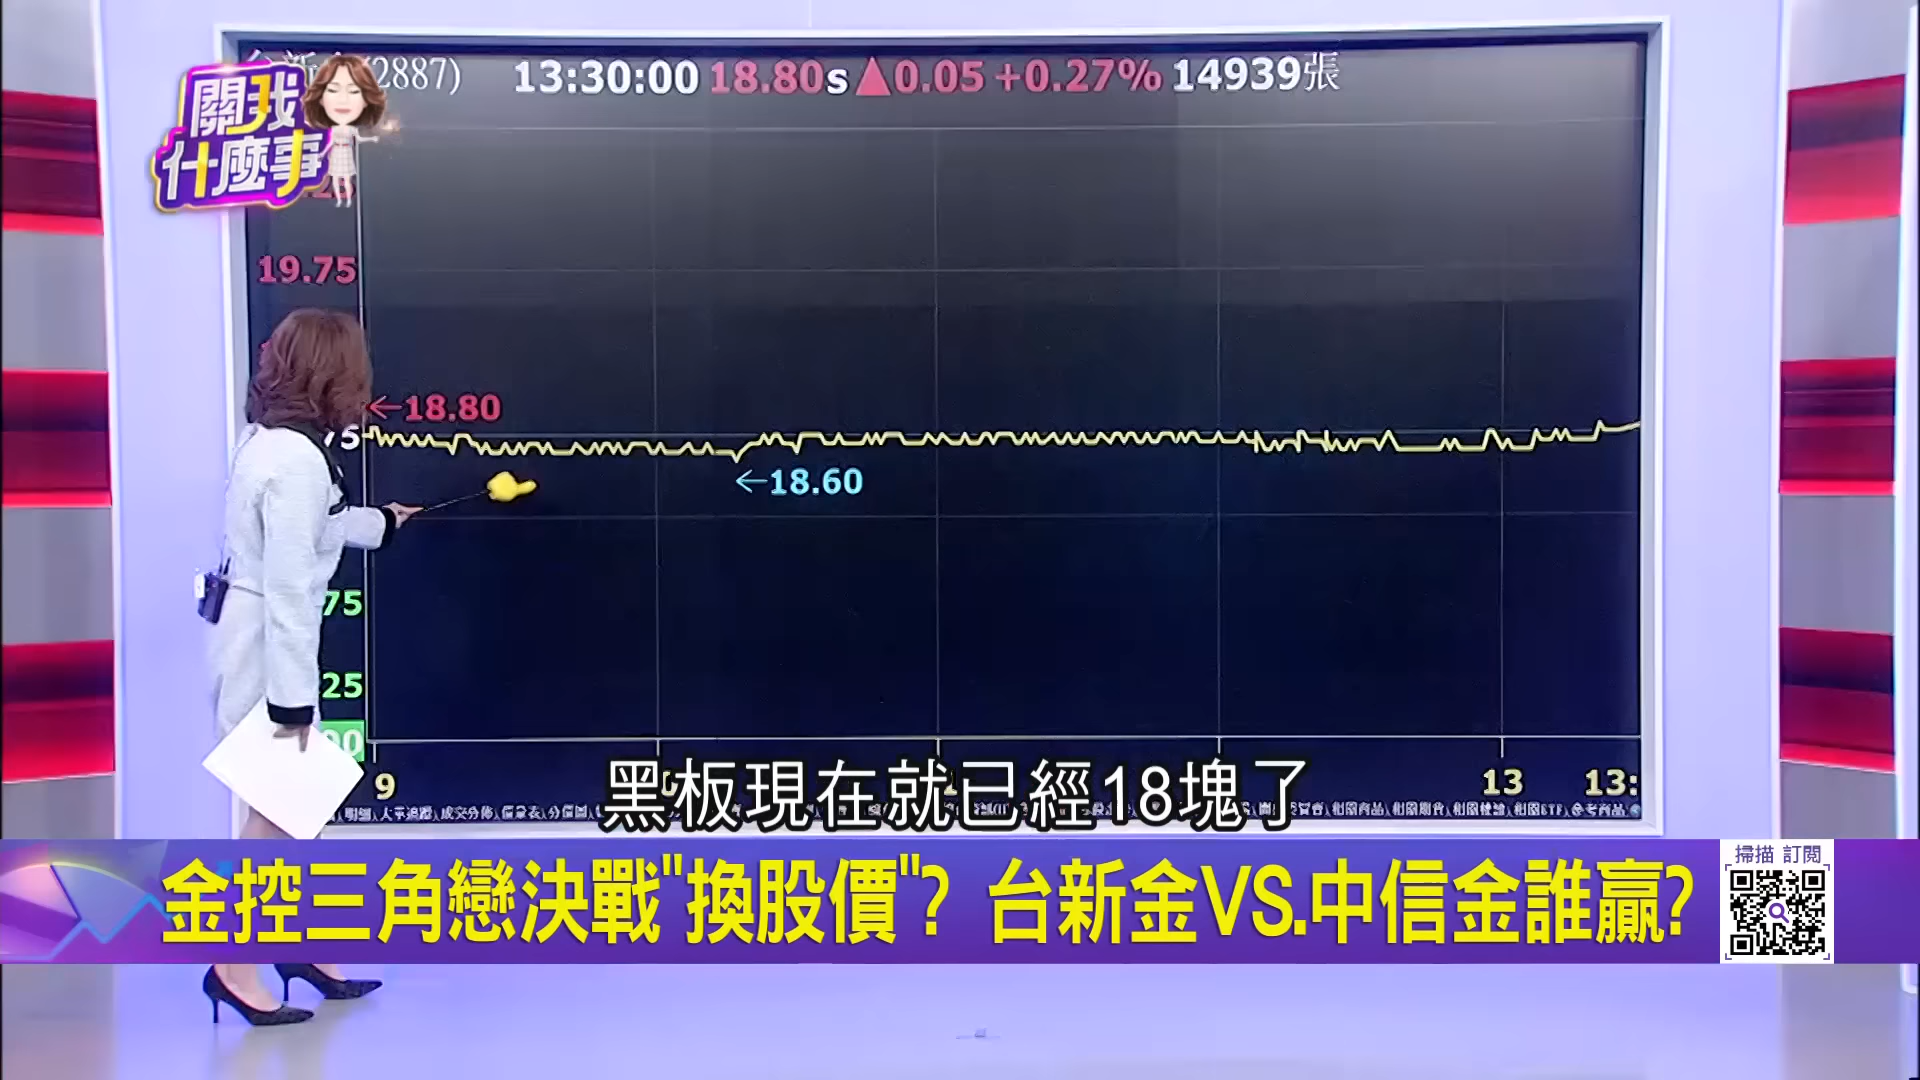 (2887) 13:30:00 18.80s ▲0.05 +0.27% 14939張
關我
什麼事
19.75
←18.80
75
←18.60
75
25
00
9
13
13:
黑板現在就已經18塊了
金控三角戀決戰"換股價"? 台新金VS.中信金誰贏?
掃描 訂閱